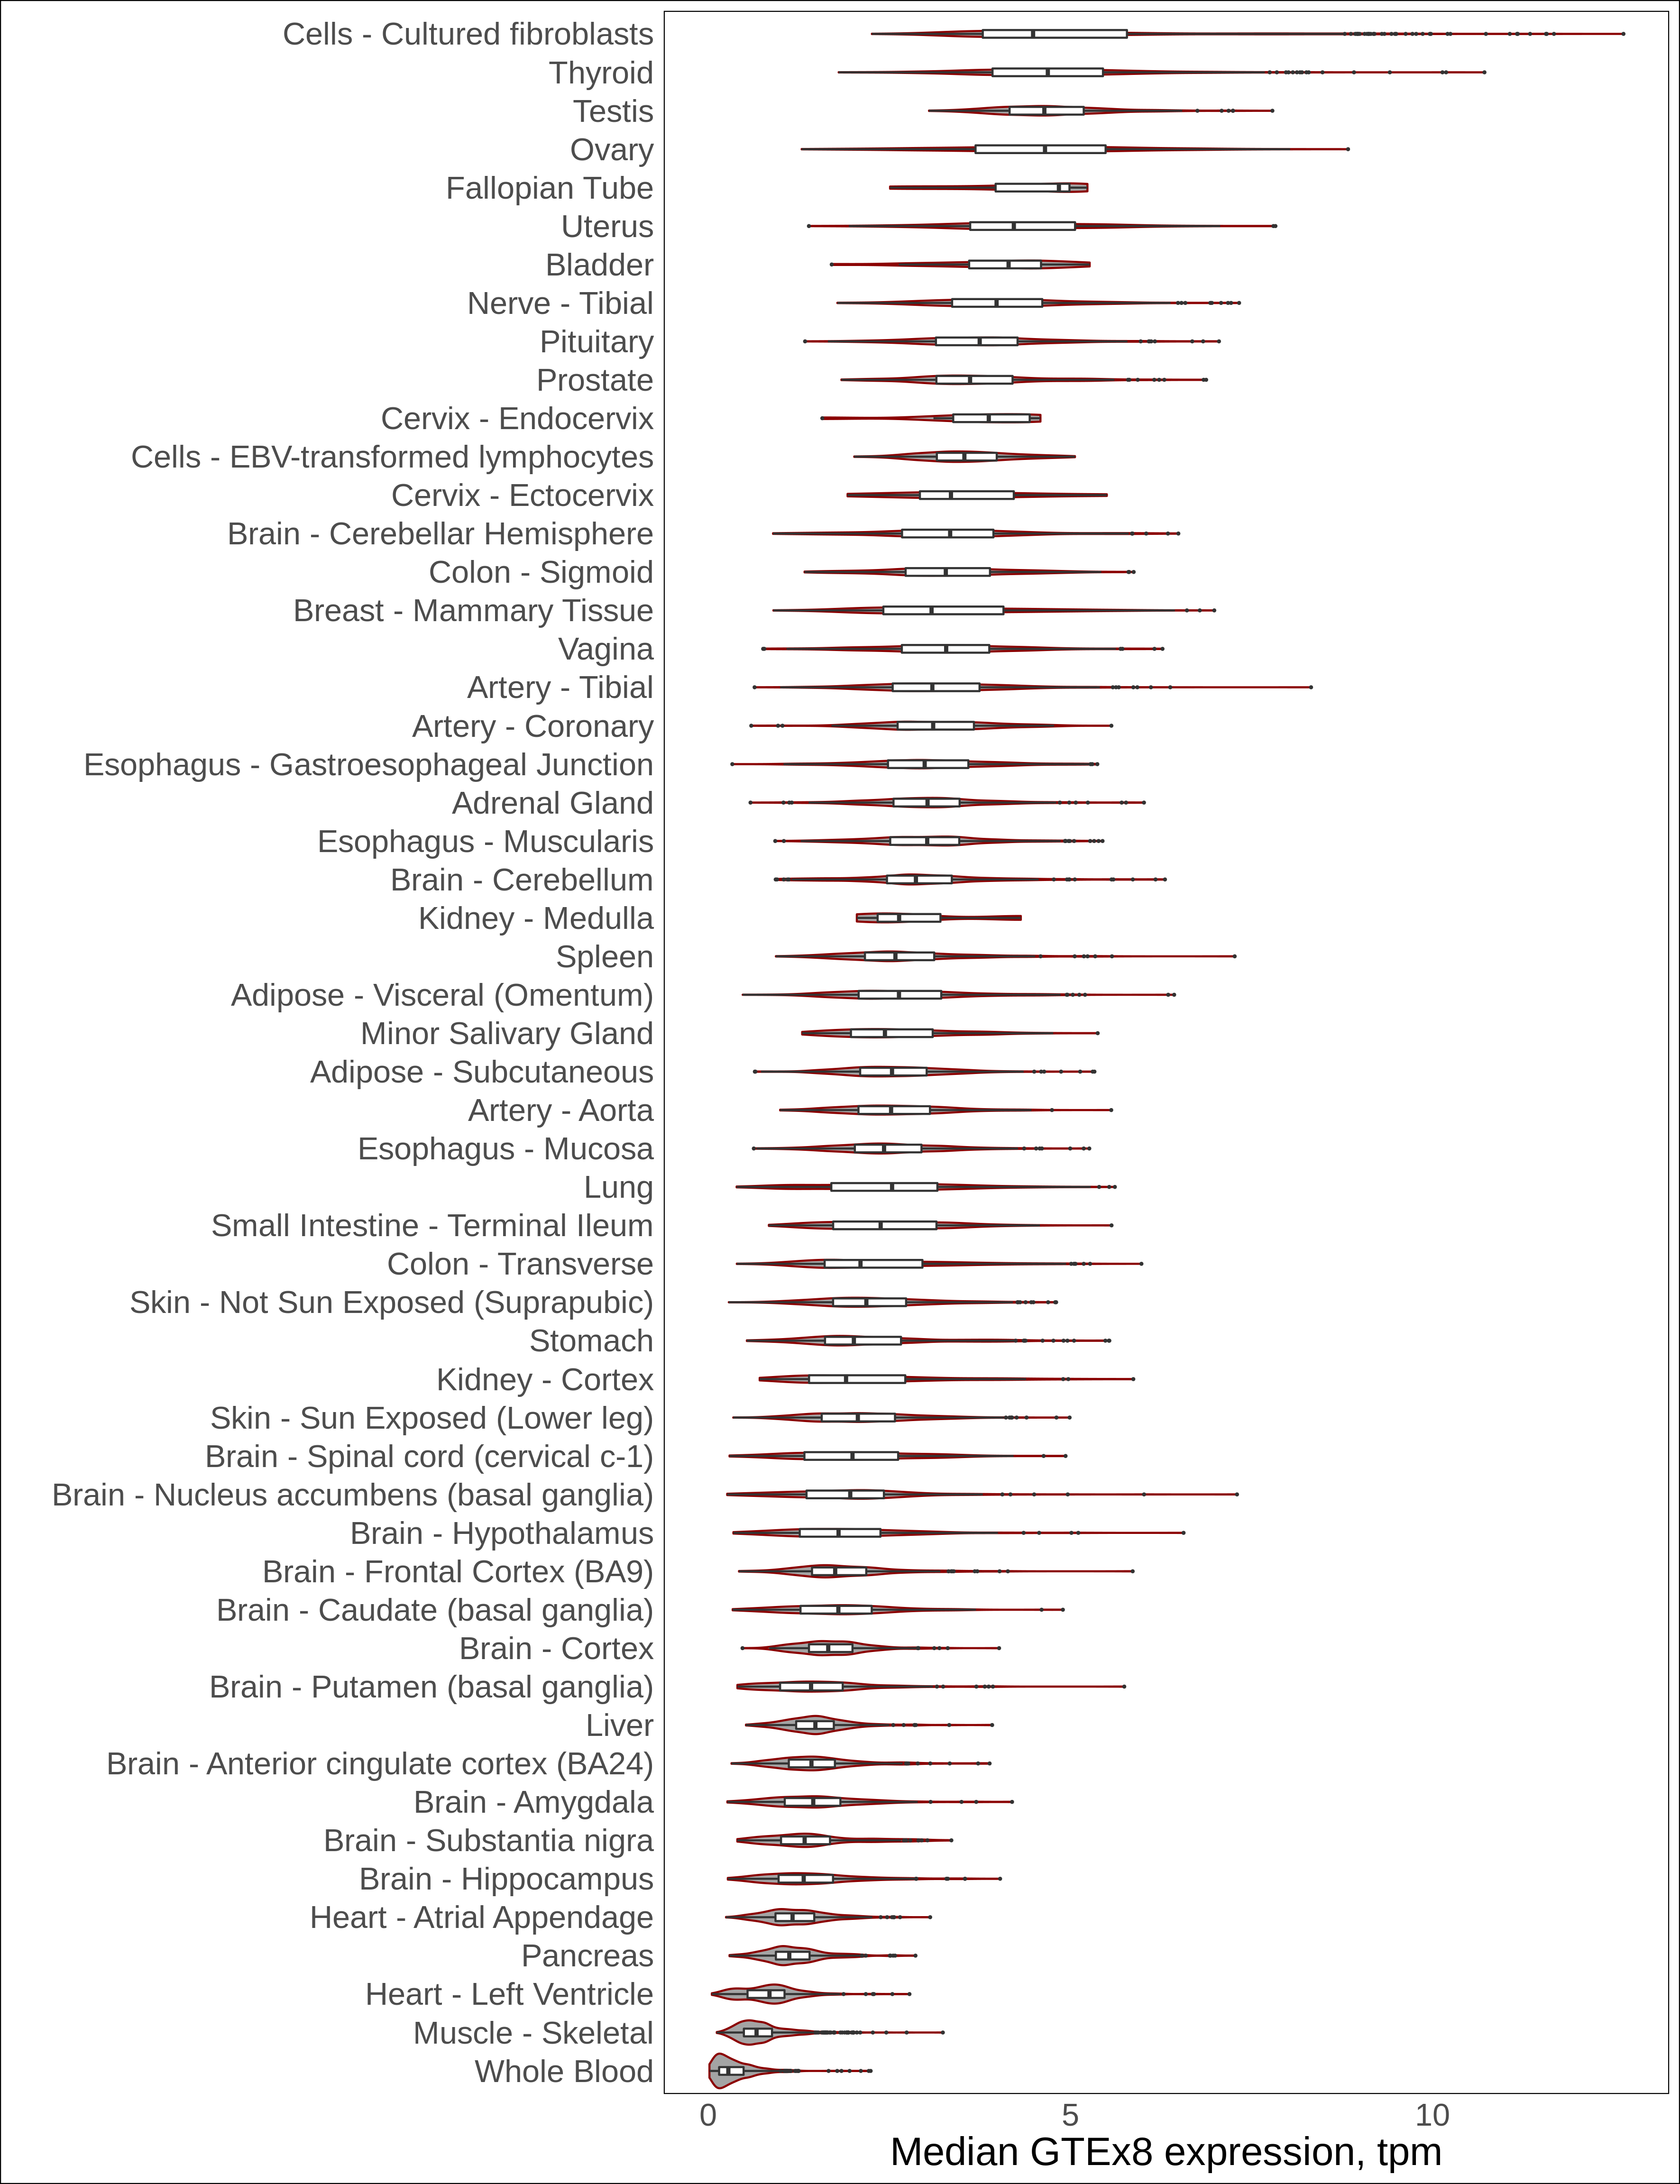 Cells - Cultured fibroblasts
Thyroid
Testis
Ovary
Fallopian Tube
Uterus
Bladder
Nerve - Tibial
Pituitary
Prostate
Cervix - Endocervix
Cells - EBV-transformed lymphocytes
Cervix - Ectocervix
Brain - Cerebellar Hemisphere
Colon - Sigmoid
Breast - Mammary Tissue
Vagina
Artery - Tibial
Artery - Coronary
Esophagus - Gastroesophageal Junction
Adrenal Gland
Esophagus - Muscularis
Brain - Cerebellum
Kidney - Medulla
Spleen
Adipose - Visceral (Omentum)
Minor Salivary Gland
Adipose - Subcutaneous
Artery - Aorta
Esophagus - Mucosa
Lung
Small Intestine - Terminal Ileum
Colon - Transverse
Skin - Not Sun Exposed (Suprapubic)
Stomach
Kidney - Cortex
Skin - Sun Exposed (Lower leg)
Brain - Spinal cord (cervical c-1)
Brain - Nucleus accumbens (basal ganglia)
Brain - Hypothalamus
Brain - Frontal Cortex (BA9)
Brain - Caudate (basal ganglia)
Brain - Cortex
Brain - Putamen (basal ganglia)
Liver
Brain - Anterior cingulate cortex (BA24)
Brain - Amygdala
Brain - Substantia nigra
Brain - Hippocampus
Heart - Atrial Appendage
Pancreas
Heart - Left Ventricle
Muscle - Skeletal
Whole Blood
0 5 10
Median GTEx8 expression, tpm